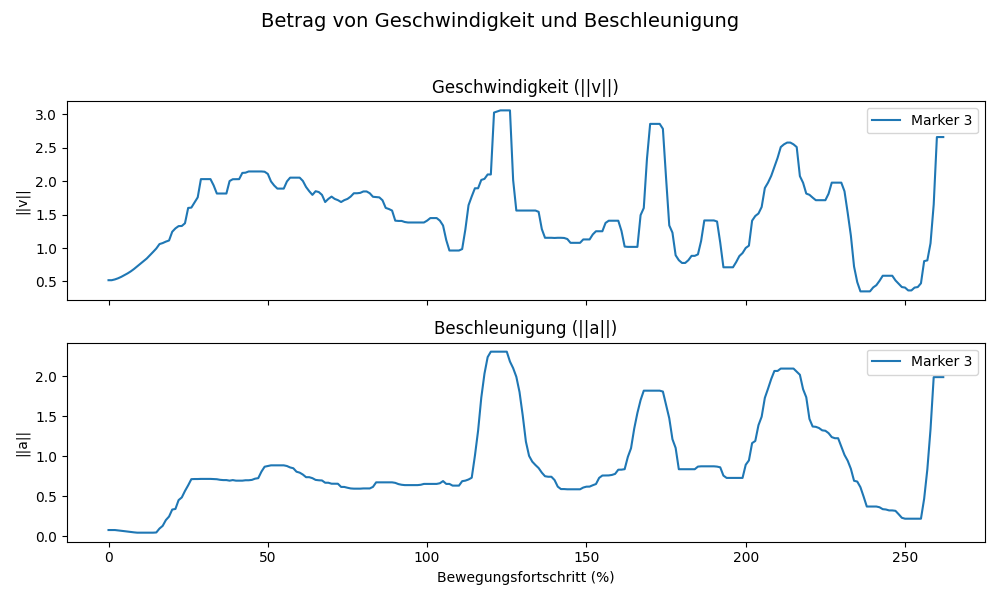 Betrag von Geschwindigkeit und Beschleunigung
Geschwindigkeit (||v||)
Marker 3
||v||
3.0
2.5
2.0
1.5
1.0
0.5
Beschleunigung (||a||)
Marker 3
||a||
2.0
1.5
1.0
0.5
0.0
0 50 100 150 200 250
Bewegungsfortschritt (%)